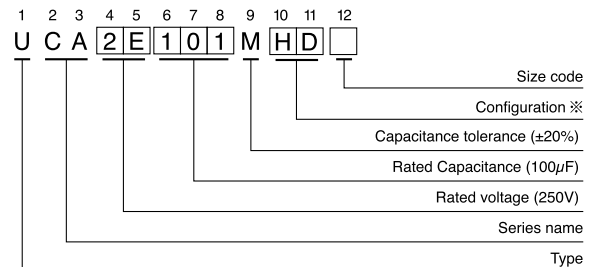 1 2 3 4 5 6 7 8 9 10 11 12
U C A 2 E 1 0 1 M H D
Size code
Configuration ※
Capacitance tolerance (±20%)
Rated Capacitance (100µF)
Rated voltage (250V)
Series name
Type